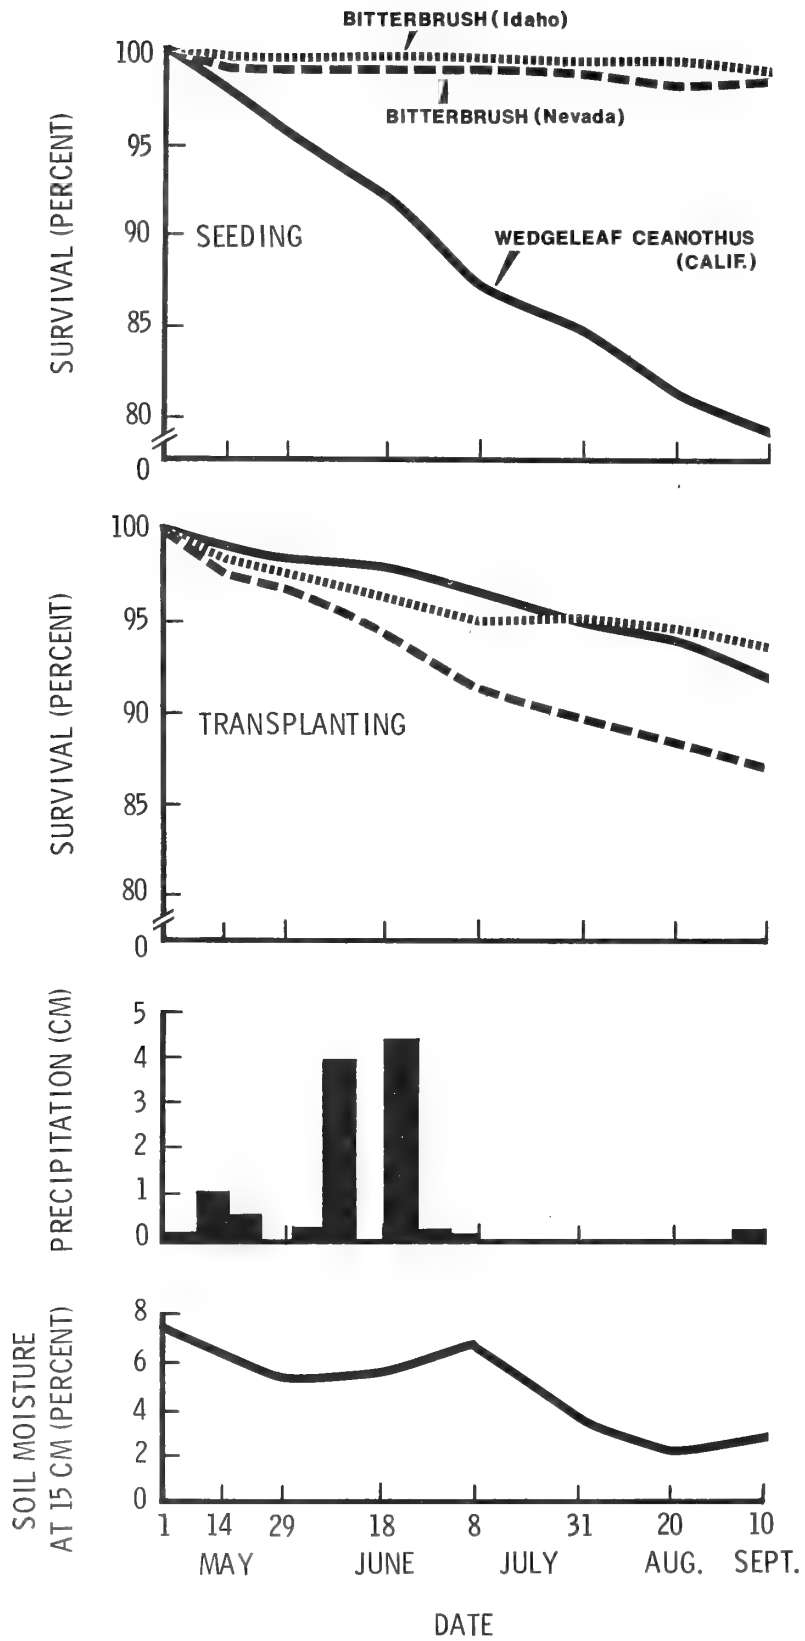 BITTERBRUSH (Idaho)
100
BITTERBRUSH (Nevada)
95
90
SEEDING
WEDGELEAF CEANOTHUS
(CALIF.)
85
80
0
SURVIVAL (PERCENT)
100
95
90
TRANSPLANTING
85
80
0
SURVIVAL (PERCENT)
5
4
3
2
1
0
PRECIPITATION (CM)
8
6
4
2
0
SOIL MOISTURE
AT 15 CM (PERCENT)
1 14 29 18 8 31 20 10
MAY JUNE JULY AUG. SEPT.
DATE